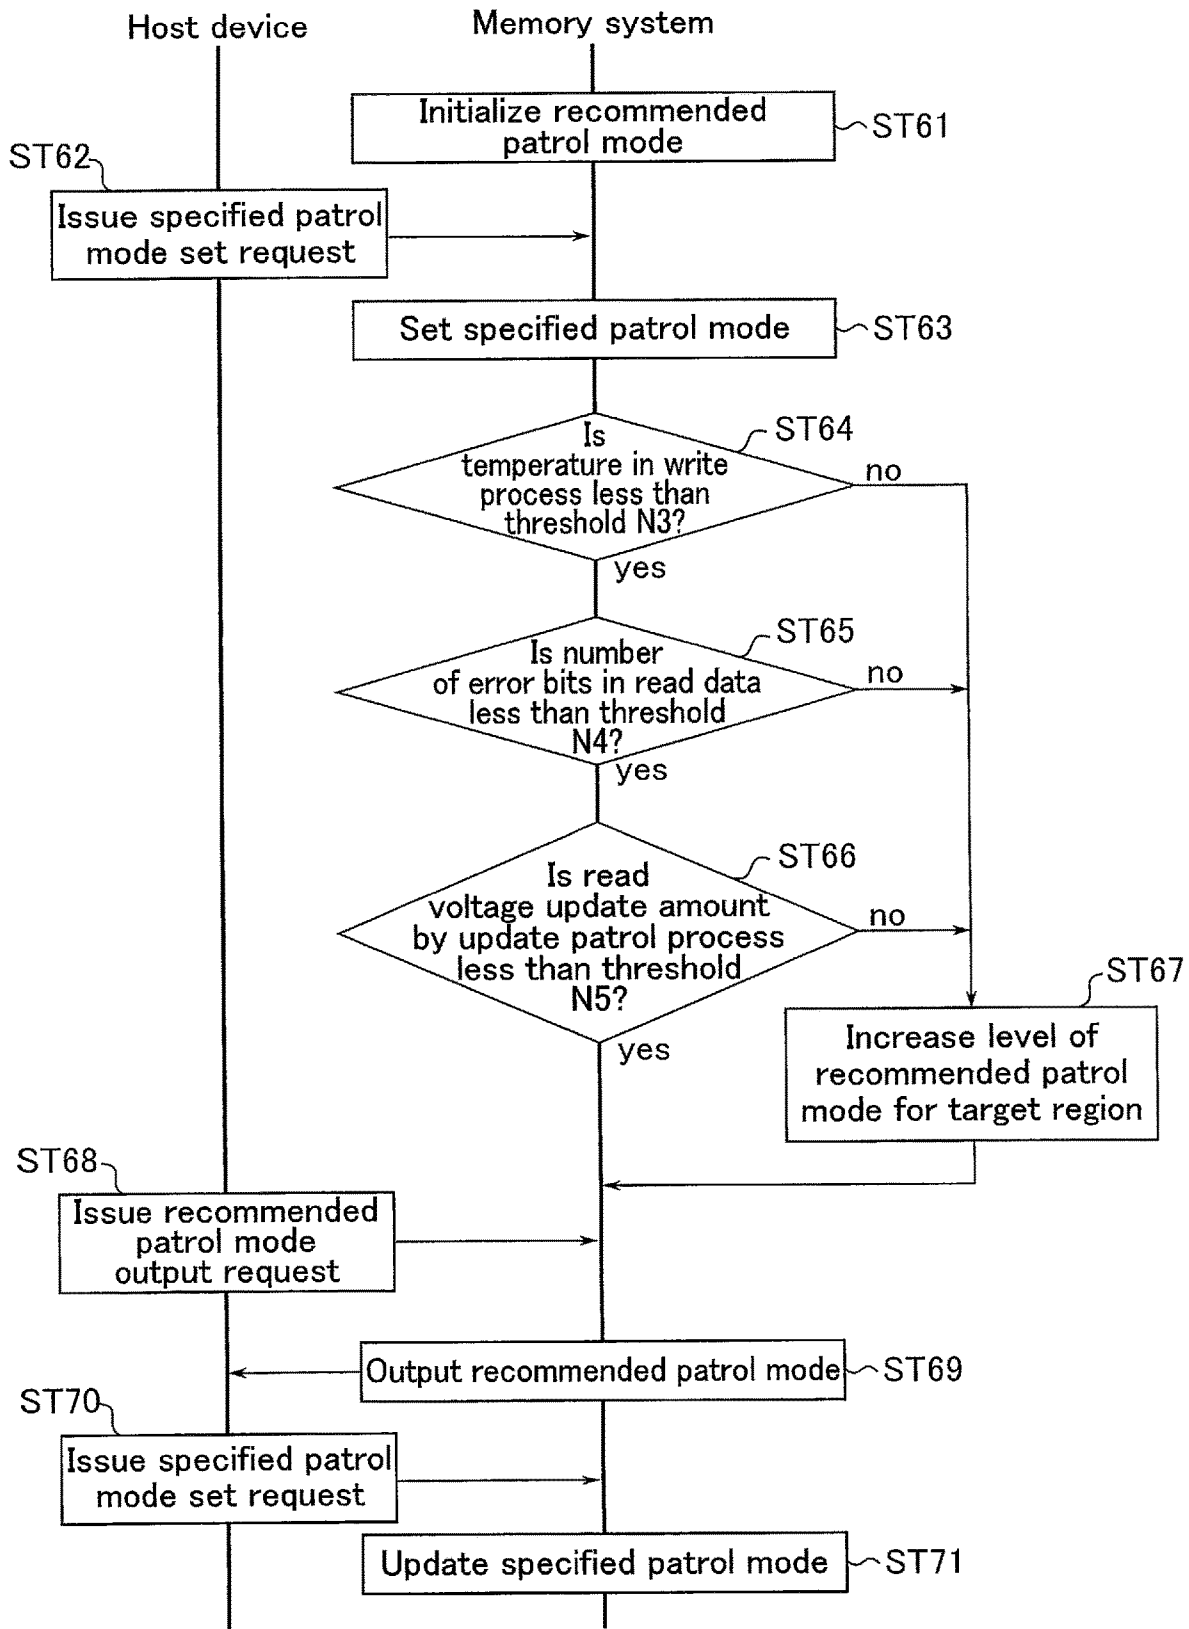 Host device
Memory system
Initialize recommended
patrol mode
ST61
ST62
Issue specified patrol
mode set request
Set specified patrol mode
ST63
ST64
Is
temperature in write
process less than
threshold N3?
no
yes
ST65
Is number
of error bits in read data
less than threshold
N4?
no
yes
ST66
Is read
voltage update amount
by update patrol process
less than threshold
N5?
no
yes
ST67
Increase level of
recommended patrol
mode for target region
ST68
Issue recommended
patrol mode
output request
Output recommended patrol mode
ST69
ST70
Issue specified patrol
mode set request
Update specified patrol mode
ST71